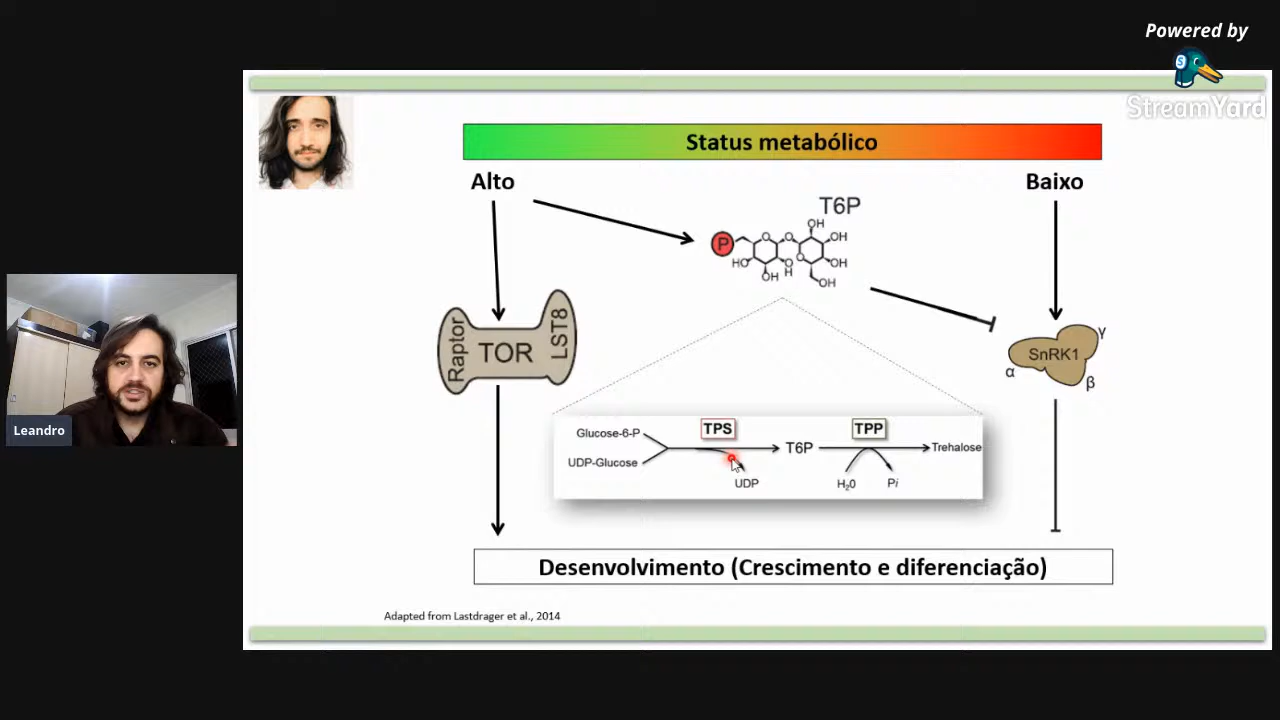 Powered by
StreamYard
Status metabólico
Alto
Baixo
T6P
P
OH
OH
HO
OH
H
OH
OH
Raptor
TOR
LST8
SnRK1
α
β
γ
Glucose-6-P
UDP-Glucose
TPS
UDP
T6P
TPP
H20
Pi
Trehalose
Desenvolvimento (Crescimento e diferenciação)
Adapted from Lastdrager et al., 2014
Leandro